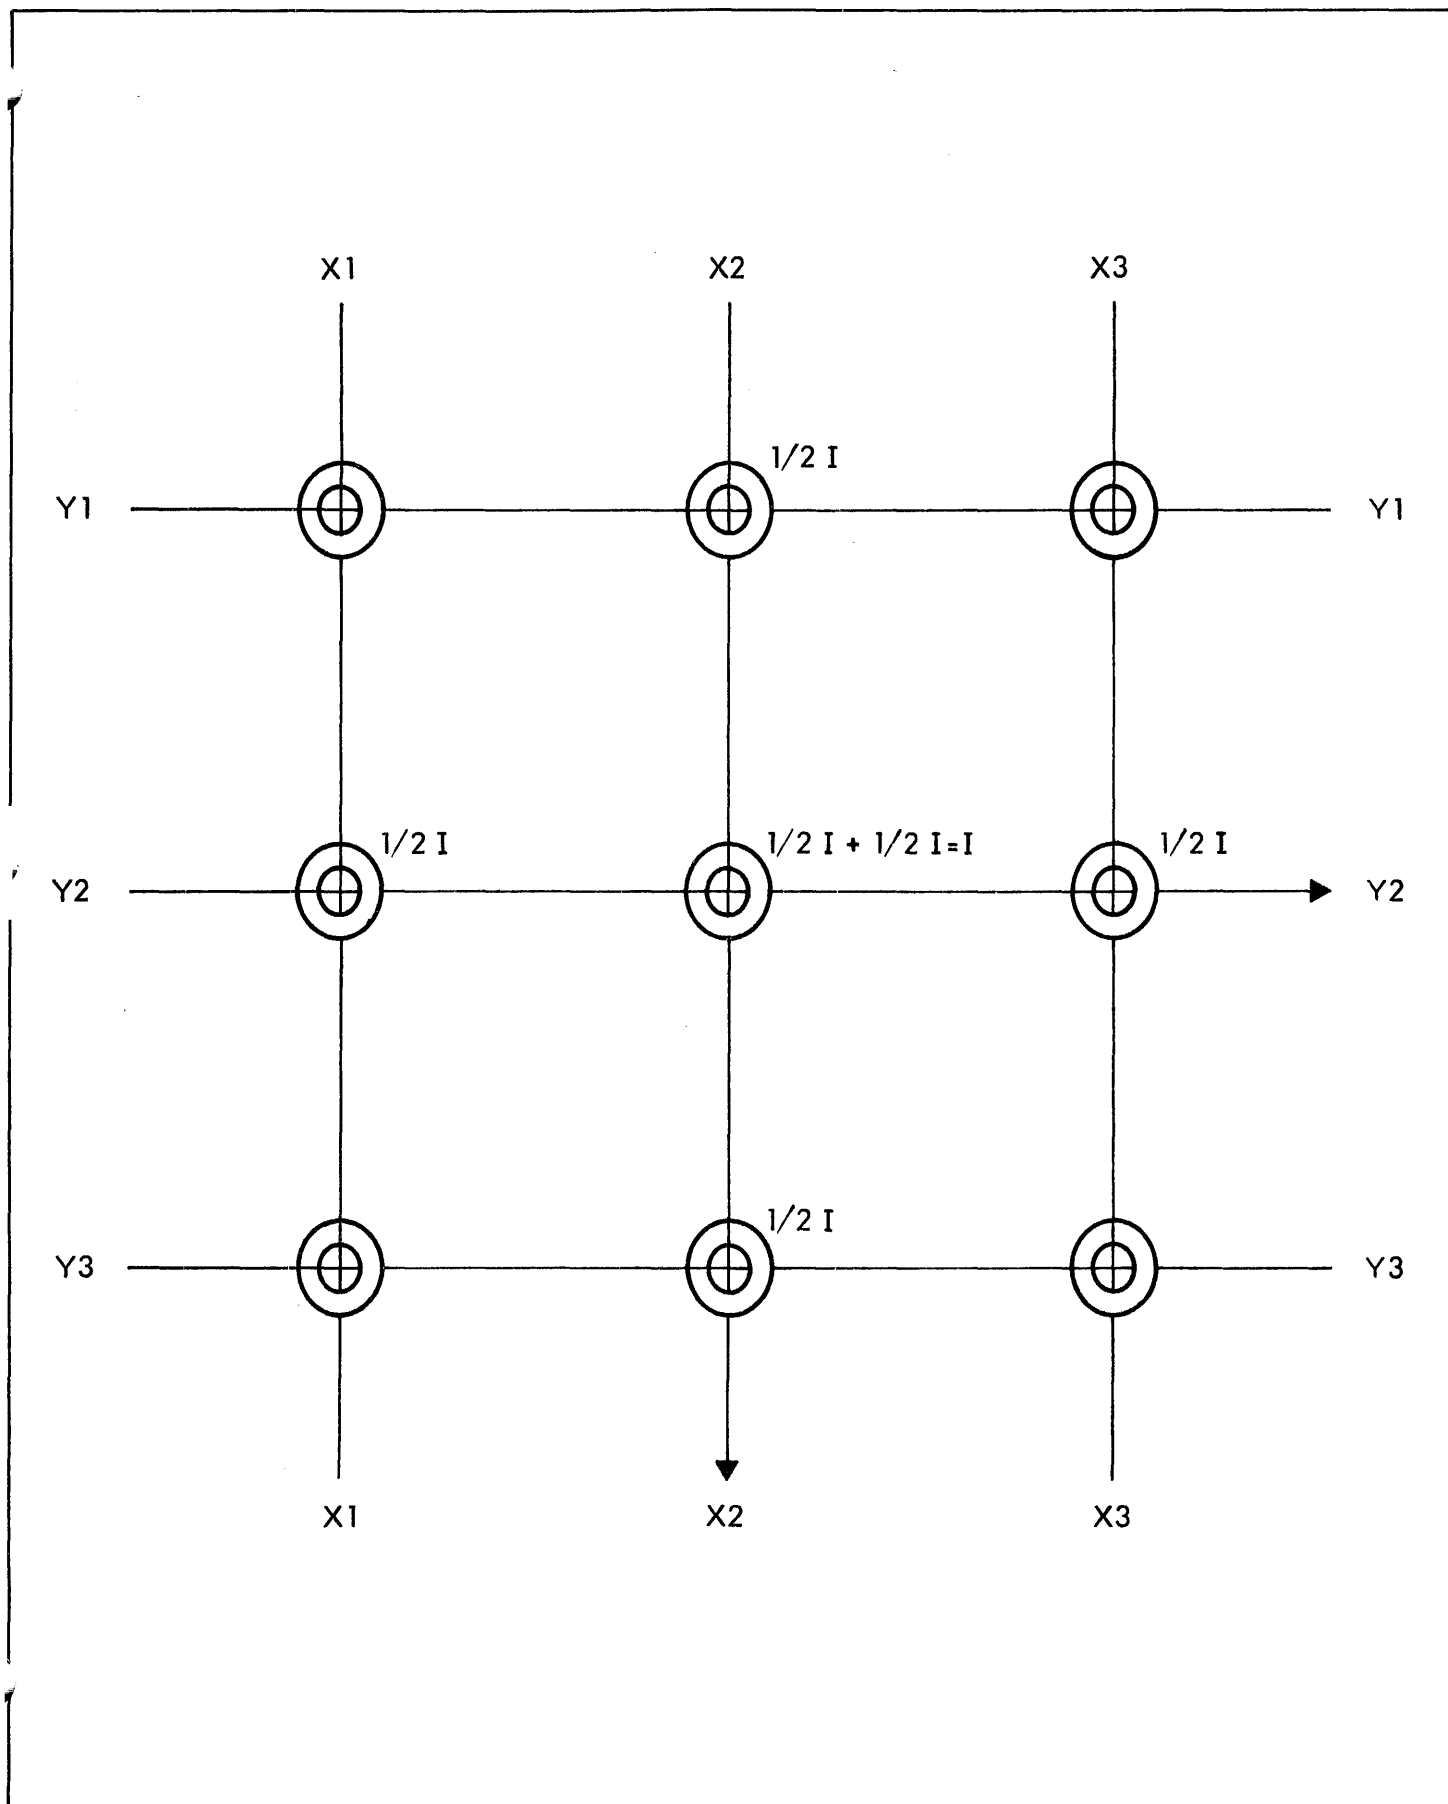 X1 X2 X3
1/2 I
Y1 Y1
1/2 I 1/2 I + 1/2 I = I 1/2 I
Y2 Y2
1/2 I
Y3 Y3
X1 X2 X3